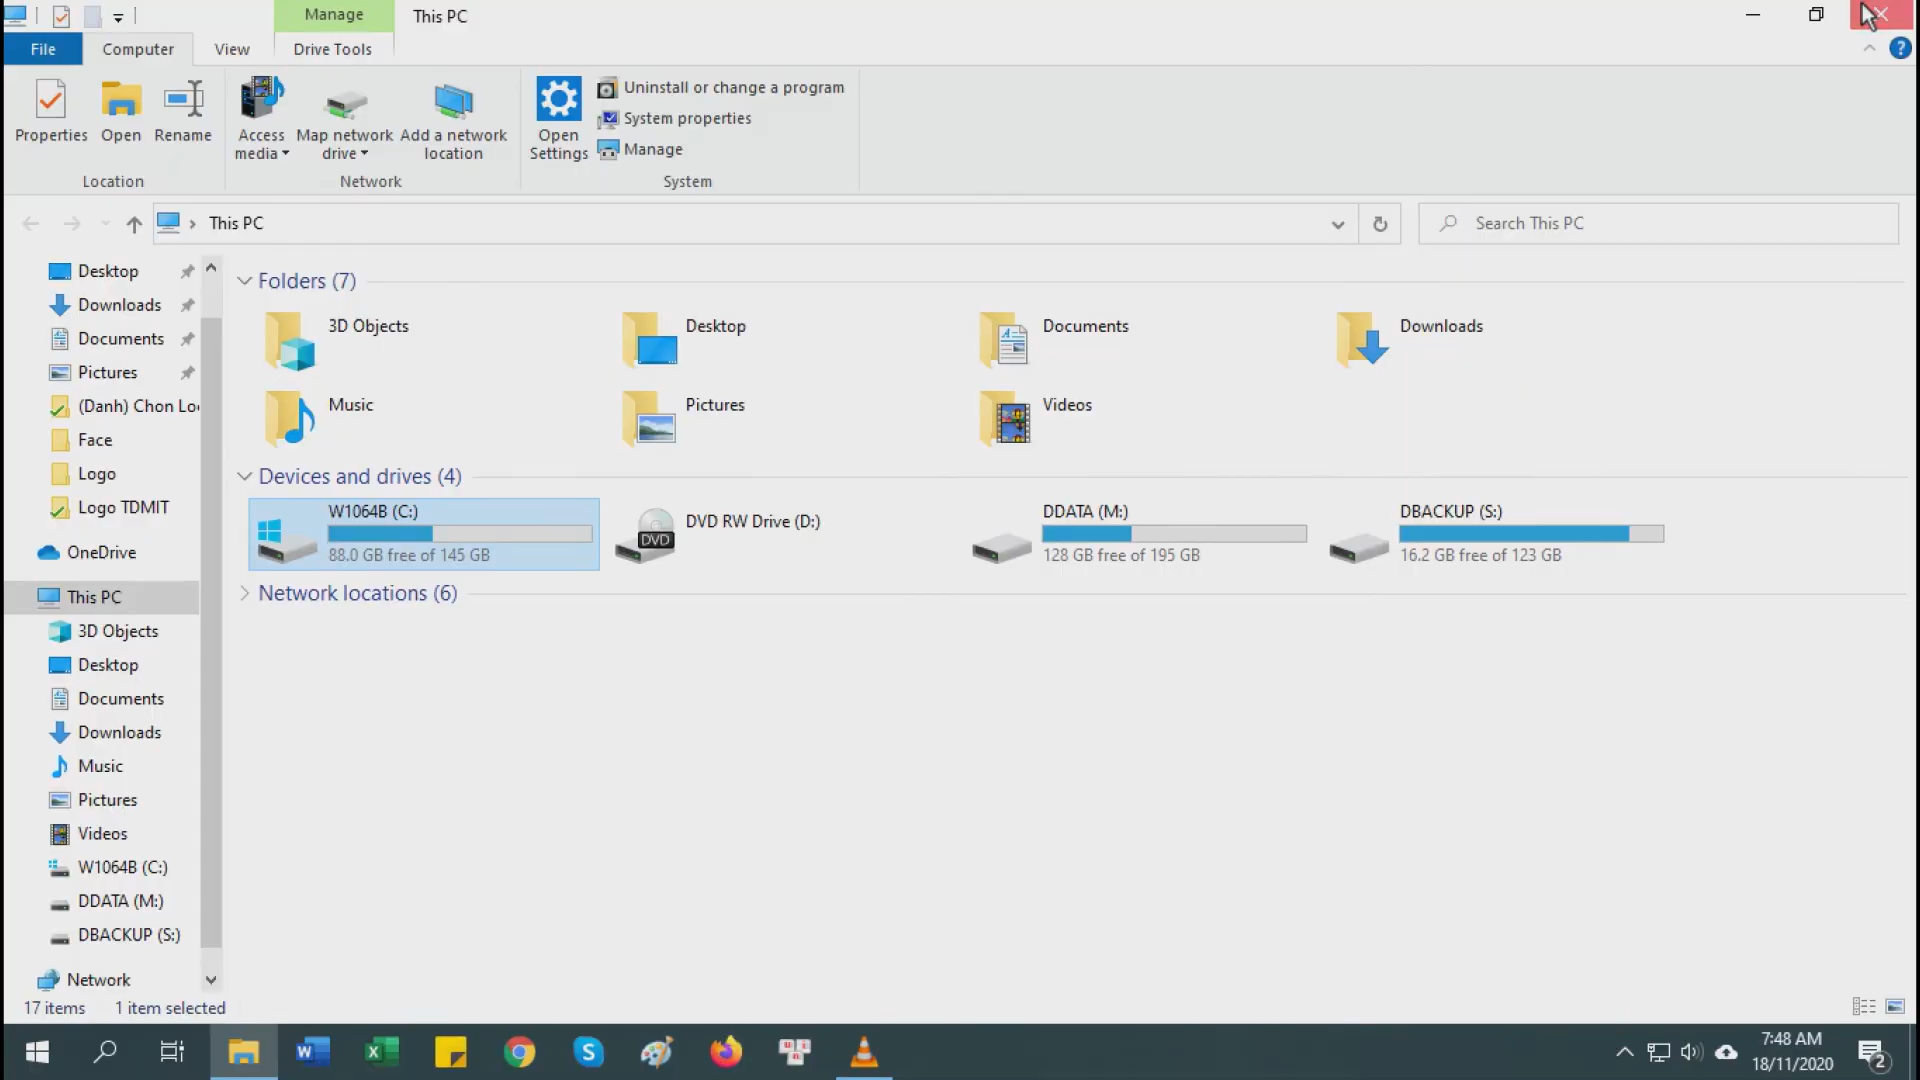 Manage
This PC
File
Computer
View
Drive Tools
Properties
Open
Rename
Access
media
Map network
drive
Add a network
location
Open
Settings
Uninstall or change a program
System properties
Manage
Location
Network
System
This PC
Search This PC
Desktop
Downloads
Documents
Pictures
(Danh) Chon Lo
Face
Logo
Logo TDMIT
OneDrive
This PC
3D Objects
Desktop
Documents
Downloads
Music
Pictures
Videos
W1064B (C:)
DDATA (M:)
DBACKUP (S:)
Network
Folders (7)
3D Objects
Desktop
Documents
Downloads
Music
Pictures
Videos
Devices and drives (4)
W1064B (C:)
88.0 GB free of 145 GB
DVD RW Drive (D:)
DVD
DDATA (M:)
128 GB free of 195 GB
DBACKUP (S:)
16.2 GB free of 123 GB
Network locations (6)
17 items
1 item selected
7:48 AM
18/11/2020
2